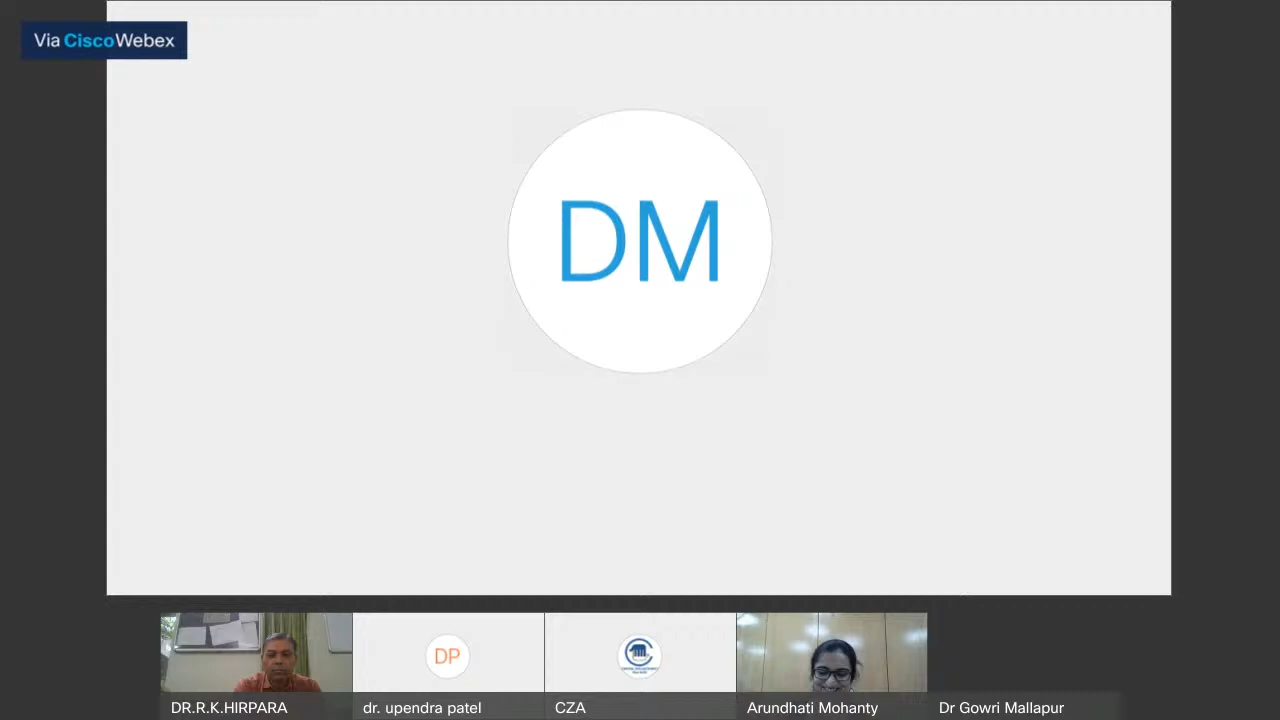 Via CiscoWebex
DM
DP
DR.R.K.HIRPARA
dr. upendra patel
CZA
Arundhati Mohanty
Dr Gowri Mallapur